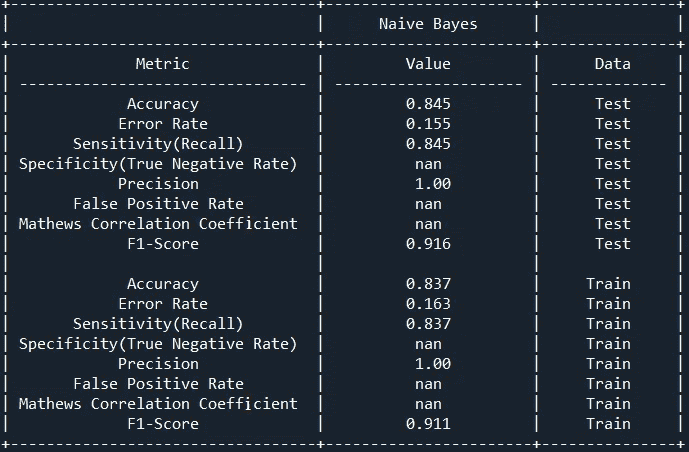 Naive Bayes
Metric Value Data
Accuracy 0.845 Test
Error Rate 0.155 Test
Sensitivity(Recall) 0.845 Test
Specificity(True Negative Rate) nan Test
Precision 1.00 Test
False Positive Rate nan Test
Mathews Correlation Coefficient nan Test
F1-Score 0.916 Test
Accuracy 0.837 Train
Error Rate 0.163 Train
Sensitivity(Recall) 0.837 Train
Specificity(True Negative Rate) nan Train
Precision 1.00 Train
False Positive Rate nan Train
Mathews Correlation Coefficient nan Train
F1-Score 0.911 Train